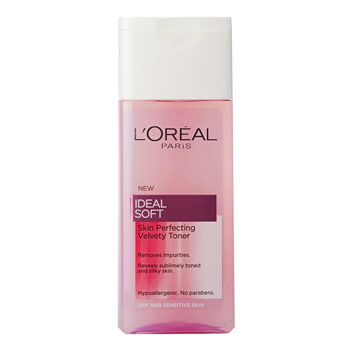 L'ORÉAL
PARiS
NEW
IDEAL
SOFT
Skin Perfecting
Velvety Toner
Removes impurities.
Reveals sublimely toned
and silky skin.
Hypoallergenic. No parabens.
DRY AND SENSITIVE SKIN